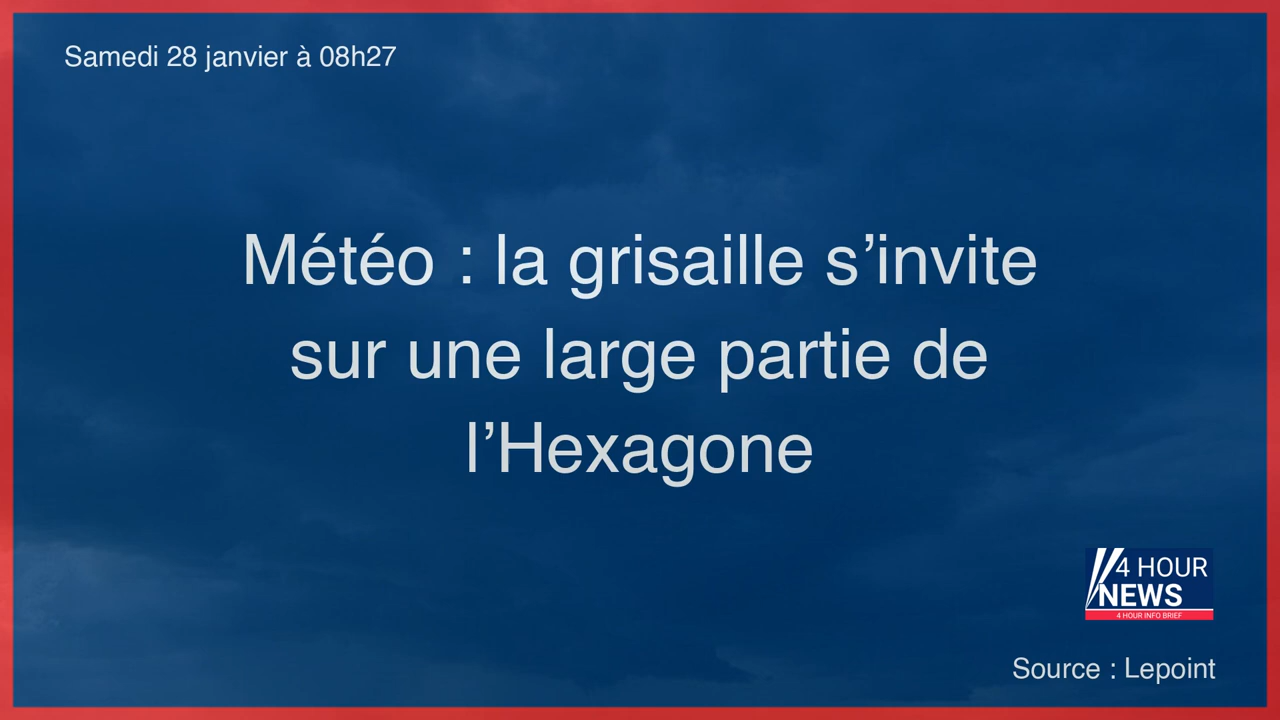 Samedi 28 janvier à 08h27
Météo : la grisaille s’invite
sur une large partie de
l’Hexagone
4 HOUR
NEWS
4 HOUR INFO BRIEF
Source : Lepoint